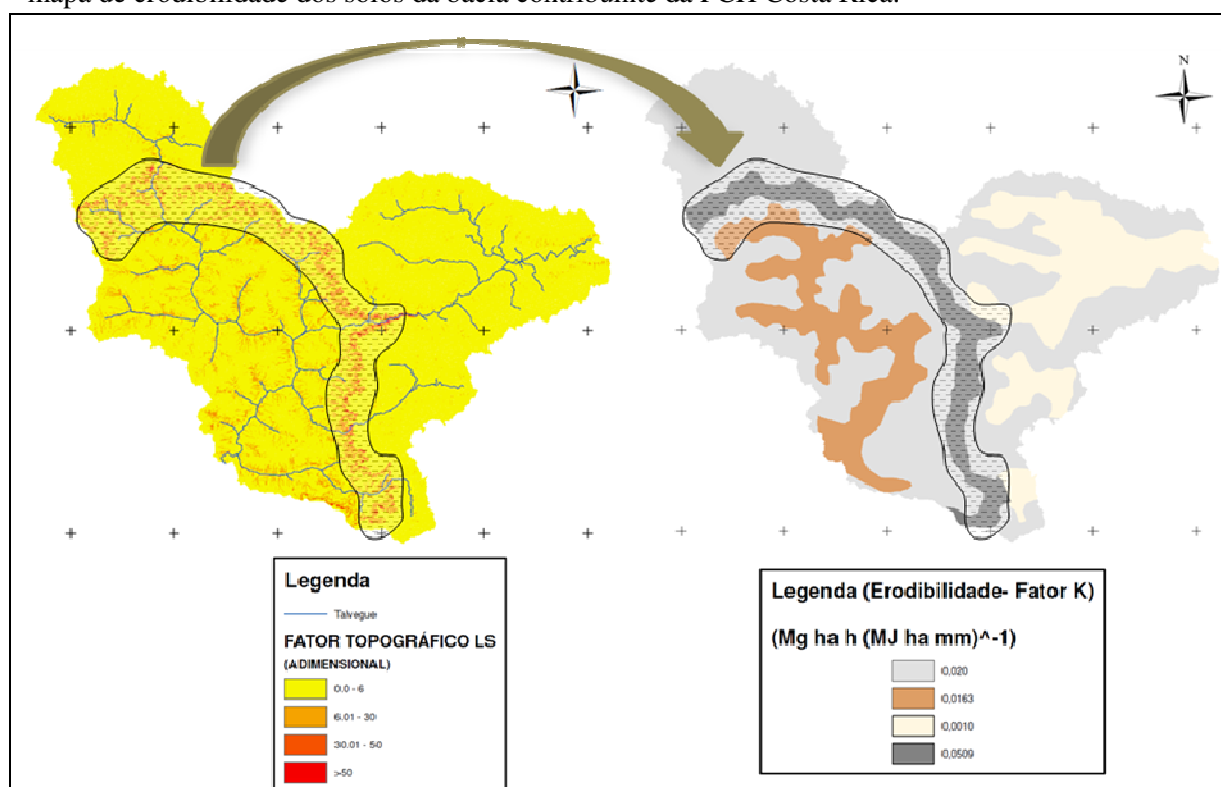 mapa de erodibilidade dos solos da bacia contribuinte da PCH Costa Rica.
N
Legenda
Talvegue
FATOR TOPOGRÁFICO LS
(ADIMENSIONAL)
0.0 - 6
6.01 - 30
30.01 - 50
>50
Legenda (Erodibilidade- Fator K)
(Mg ha h (MJ ha mm)^-1)
0,020
0,0163
0,0010
0,0509